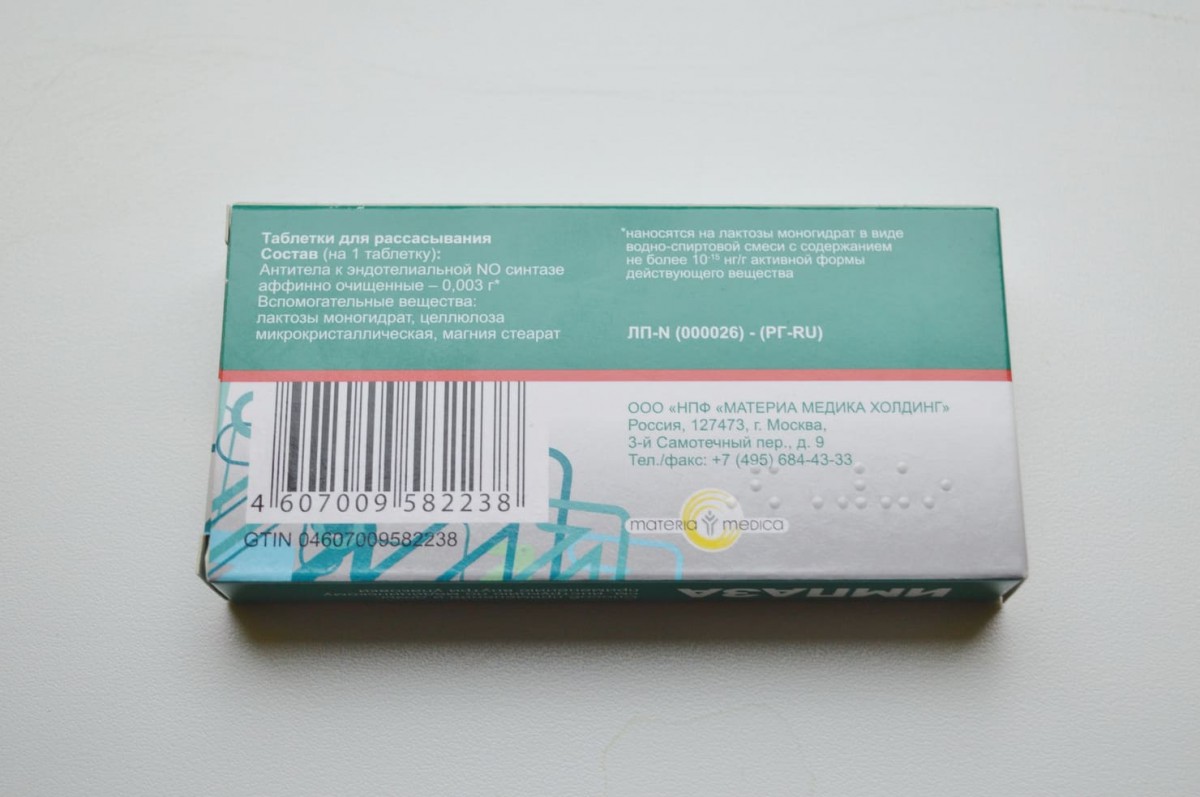 Таблетки для рассасывания
Состав (на 1 таблетку):
Антитела к эндотелиальной NO синтазе
аффинно очищенные – 0,003 г*
Вспомогательные вещества:
лактозы моногидрат, целлюлоза
микрокристаллическая, магния стеарат
*наносятся на лактозы моногидрат в виде
водно-спиртовой смеси с содержанием
не более 10⁻¹⁵ нг/г активной формы
действующего вещества
ЛП-N (000026) - (РГ-RU)
4 607009 582238
GTIN 04607009582238
ООО «НПФ «МАТЕРИА МЕДИКА ХОЛДИНГ»
Россия, 127473, г. Москва,
3-й Самотечный пер., д. 9
Тел./факс: +7 (495) 684-43-33
materia medica
ИМПАЗА